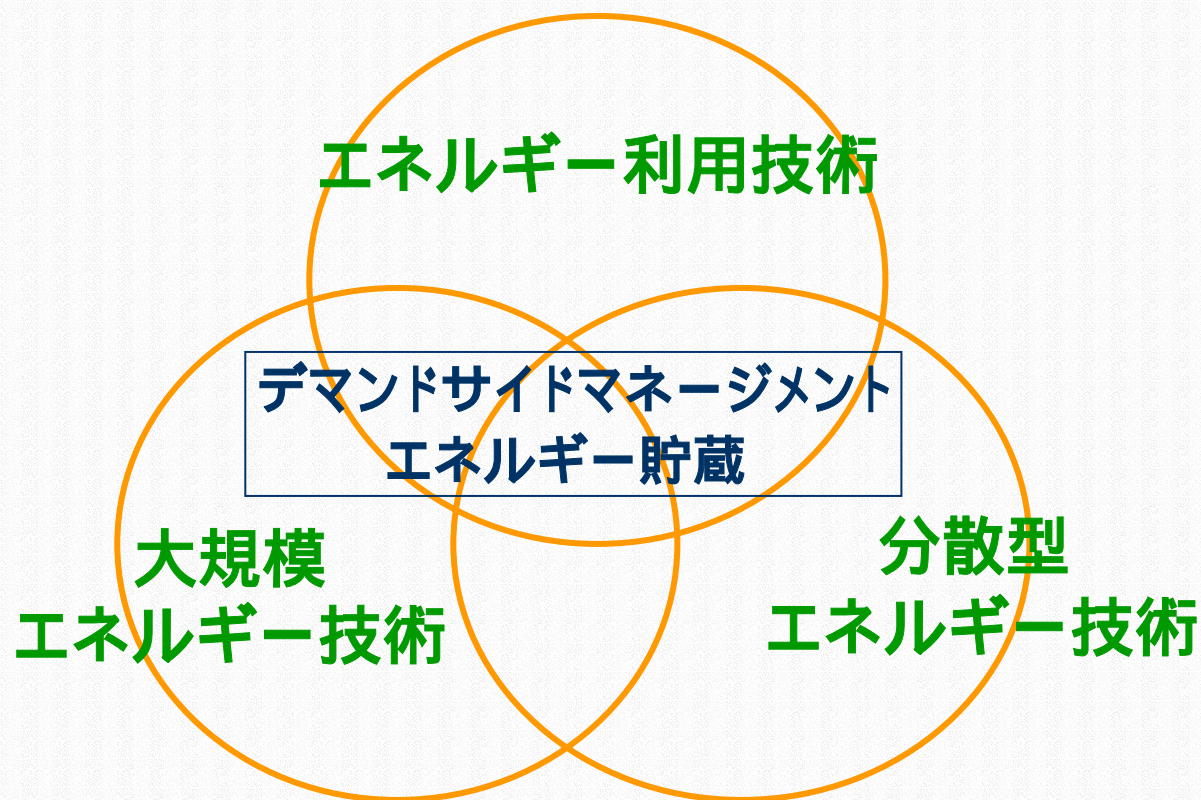 エネルギー利用技術
デマンドサイドマネージメント
エネルギー貯蔵
大規模
エネルギー技術
分散型
エネルギー技術